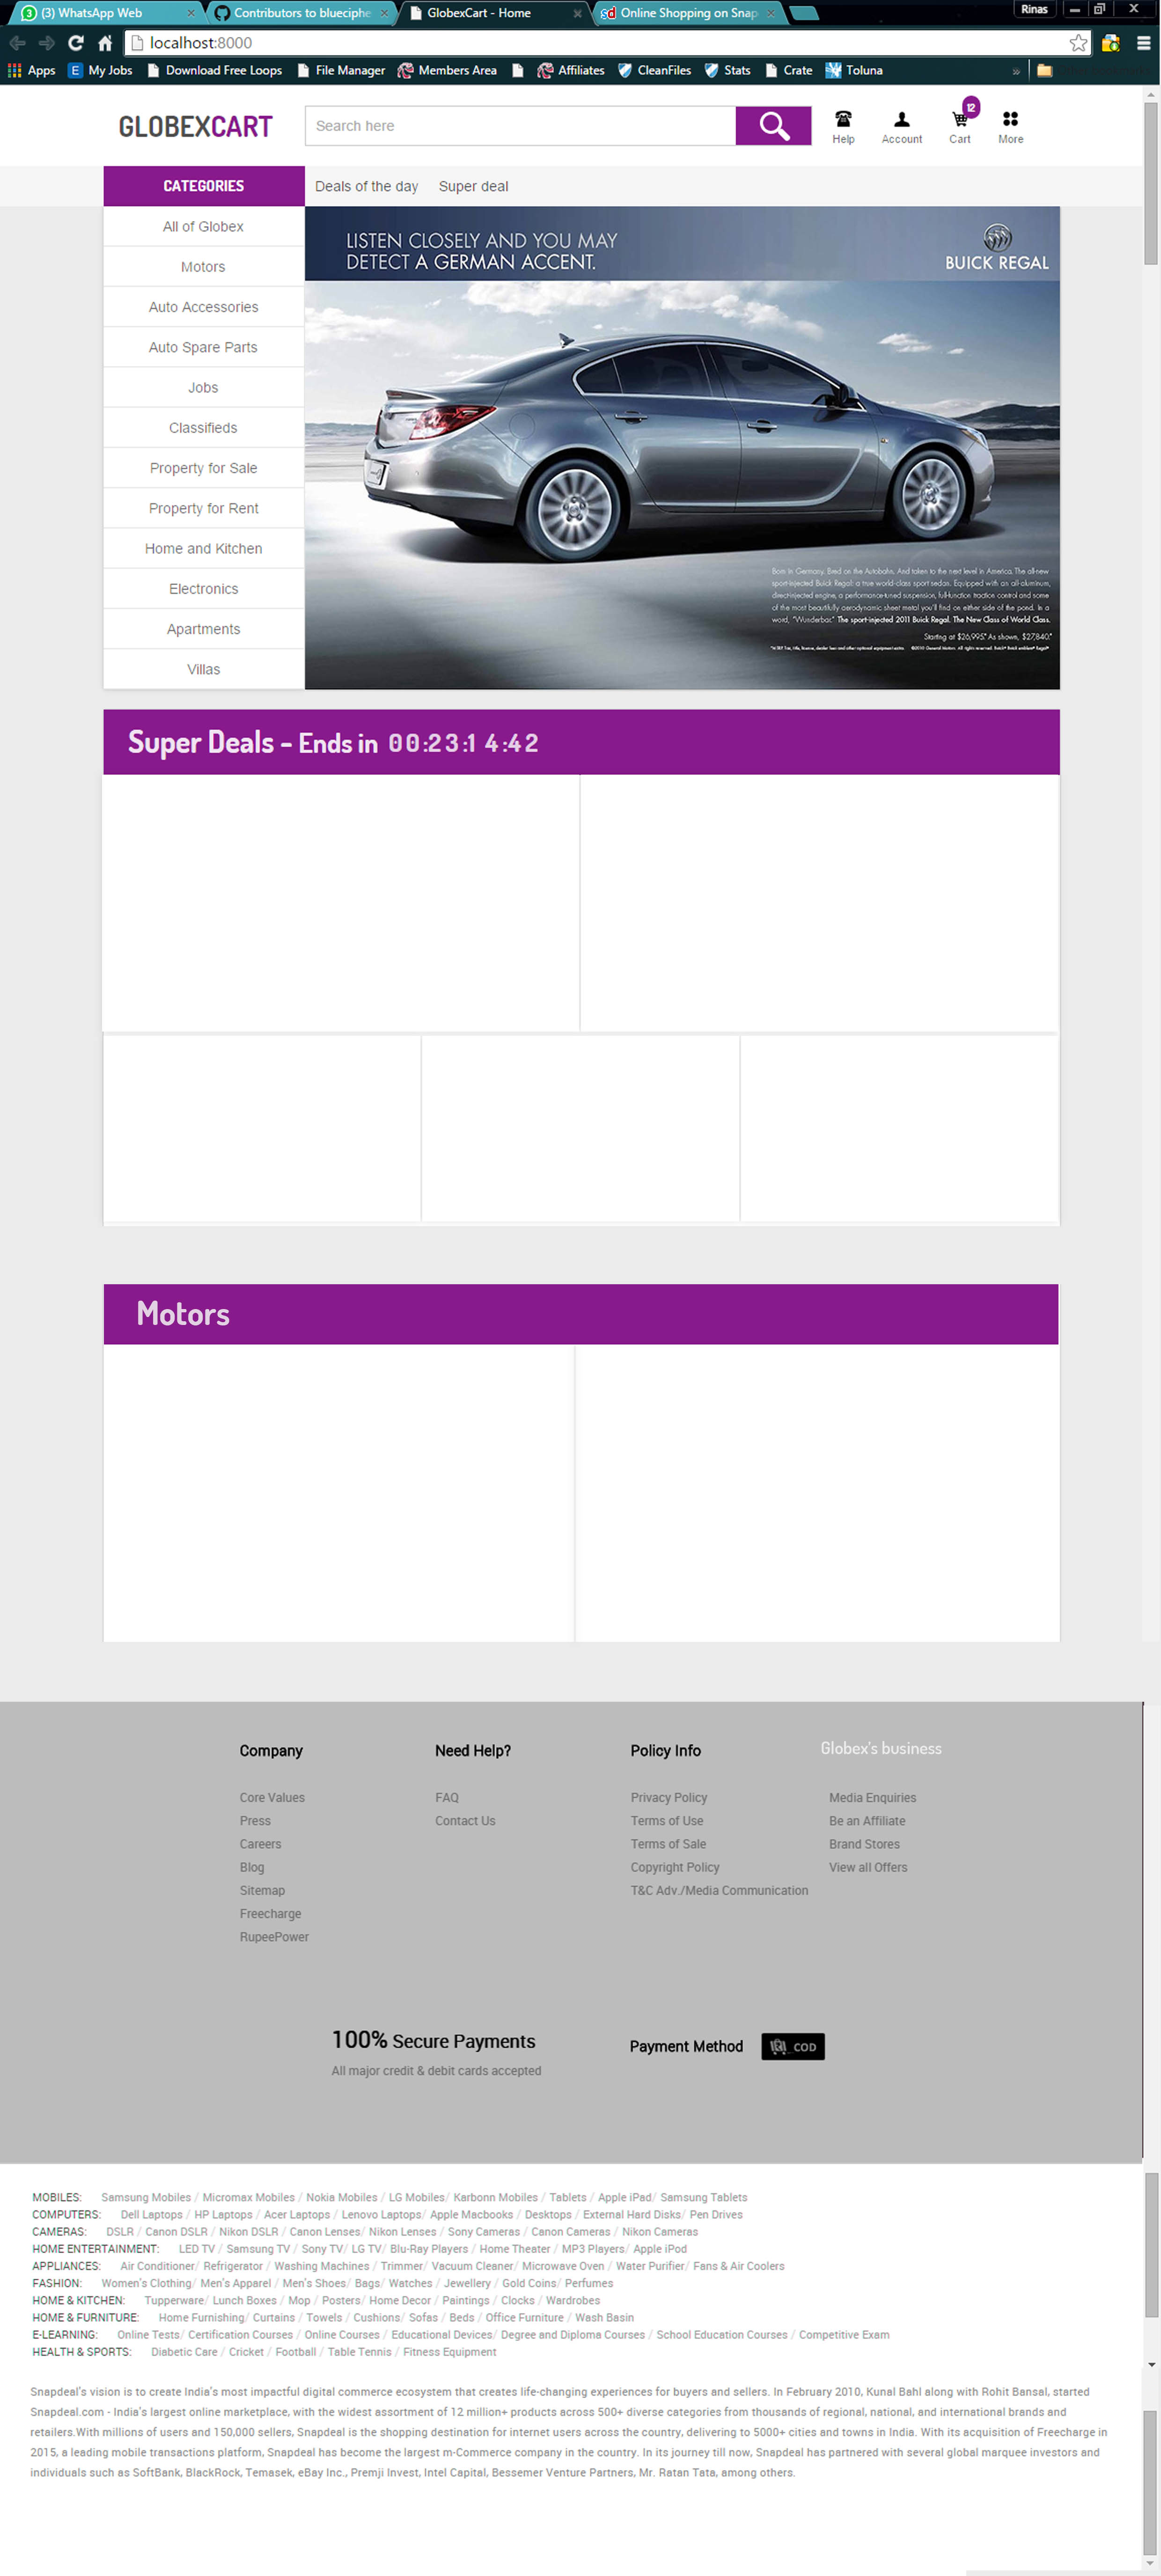 (3) WhatsApp Web
Contributors to blueciphe
GlobexCart - Home
Online Shopping on Snap
Rinas
localhost:8000
Apps
My Jobs
Download Free Loops
File Manager
Members Area
Affiliates
CleanFiles
Stats
Crate
Toluna
GLOBEXCART
Search here
12
Help
Account
Cart
More
CATEGORIES
Deals of the day
Super deal
All of Globex
Motors
Auto Accessories
Auto Spare Parts
Jobs
Classifieds
Property for Sale
Property for Rent
Home and Kitchen
Electronics
Apartments
Villas
LISTEN CLOSELY AND YOU MAY
DETECT A GERMAN ACCENT.
BUICK REGAL
Born in Germany. Bred on the Autobahn. And taken to the next level in America. The all-new
sport-injected Buick Regal: a true world-class sport sedan. Equipped with an all-aluminum,
direct-injected engine, a performance-tuned suspension, full-function traction control and some
of the most beautifully aerodynamic sheet metal you'll find on either side of the pond. In a
word, "Wunderbar." The sport-injected 2011 Buick Regal. The New Class of World Class.
Starting at $26,995.* As shown, $27,840.*
Super Deals - Ends in 00:23:1 4:42
Motors
Company
Core Values
Press
Careers
Blog
Sitemap
Freecharge
RupeePower
Need Help?
FAQ
Contact Us
Policy Info
Privacy Policy
Terms of Use
Terms of Sale
Copyright Policy
T&C Adv./Media Communication
Globex's business
Media Enquiries
Be an Affiliate
Brand Stores
View all Offers
100% Secure Payments
All major credit & debit cards accepted
Payment Method
COD
MOBILES: Samsung Mobiles / Micromax Mobiles / Nokia Mobiles / LG Mobiles/ Karbonn Mobiles / Tablets / Apple iPad/ Samsung Tablets
COMPUTERS: Dell Laptops / HP Laptops / Acer Laptops / Lenovo Laptops/ Apple Macbooks / Desktops / External Hard Disks/ Pen Drives
CAMERAS: DSLR / Canon DSLR / Nikon DSLR / Canon Lenses/ Nikon Lenses / Sony Cameras / Canon Cameras / Nikon Cameras
HOME ENTERTAINMENT: LED TV / Samsung TV / Sony TV/ LG TV/ Blu-Ray Players / Home Theater / MP3 Players/ Apple iPod
APPLIANCES: Air Conditioner/ Refrigerator / Washing Machines / Trimmer/ Vacuum Cleaner/ Microwave Oven / Water Purifier/ Fans & Air Coolers
FASHION: Women's Clothing/ Men's Apparel / Men's Shoes/ Bags/ Watches / Jewellery / Gold Coins/ Perfumes
HOME & KITCHEN: Tupperware/ Lunch Boxes / Mop / Posters/ Home Decor / Paintings / Clocks / Wardrobes
HOME & FURNITURE: Home Furnishing/ Curtains / Towels / Cushions/ Sofas / Beds / Office Furniture / Wash Basin
E-LEARNING: Online Tests/ Certification Courses / Online Courses / Educational Devices/ Degree and Diploma Courses / School Education Courses / Competitive Exam
HEALTH & SPORTS: Diabetic Care / Cricket / Football / Table Tennis / Fitness Equipment
Snapdeal's vision is to create India's most impactful digital commerce ecosystem that creates life-changing experiences for buyers and sellers. In February 2010, Kunal Bahl along with Rohit Bansal, started
Snapdeal.com - India's largest online marketplace, with the widest assortment of 12 million+ products across 500+ diverse categories from thousands of regional, national, and international brands and
retailers.With millions of users and 150,000 sellers, Snapdeal is the shopping destination for internet users across the country, delivering to 5000+ cities and towns in India. With its acquisition of Freecharge in
2015, a leading mobile transactions platform, Snapdeal has become the largest m-Commerce company in the country. In its journey till now, Snapdeal has partnered with several global marquee investors and
individuals such as SoftBank, BlackRock, Temasek, eBay Inc., Premji Invest, Intel Capital, Bessemer Venture Partners, Mr. Ratan Tata, among others.